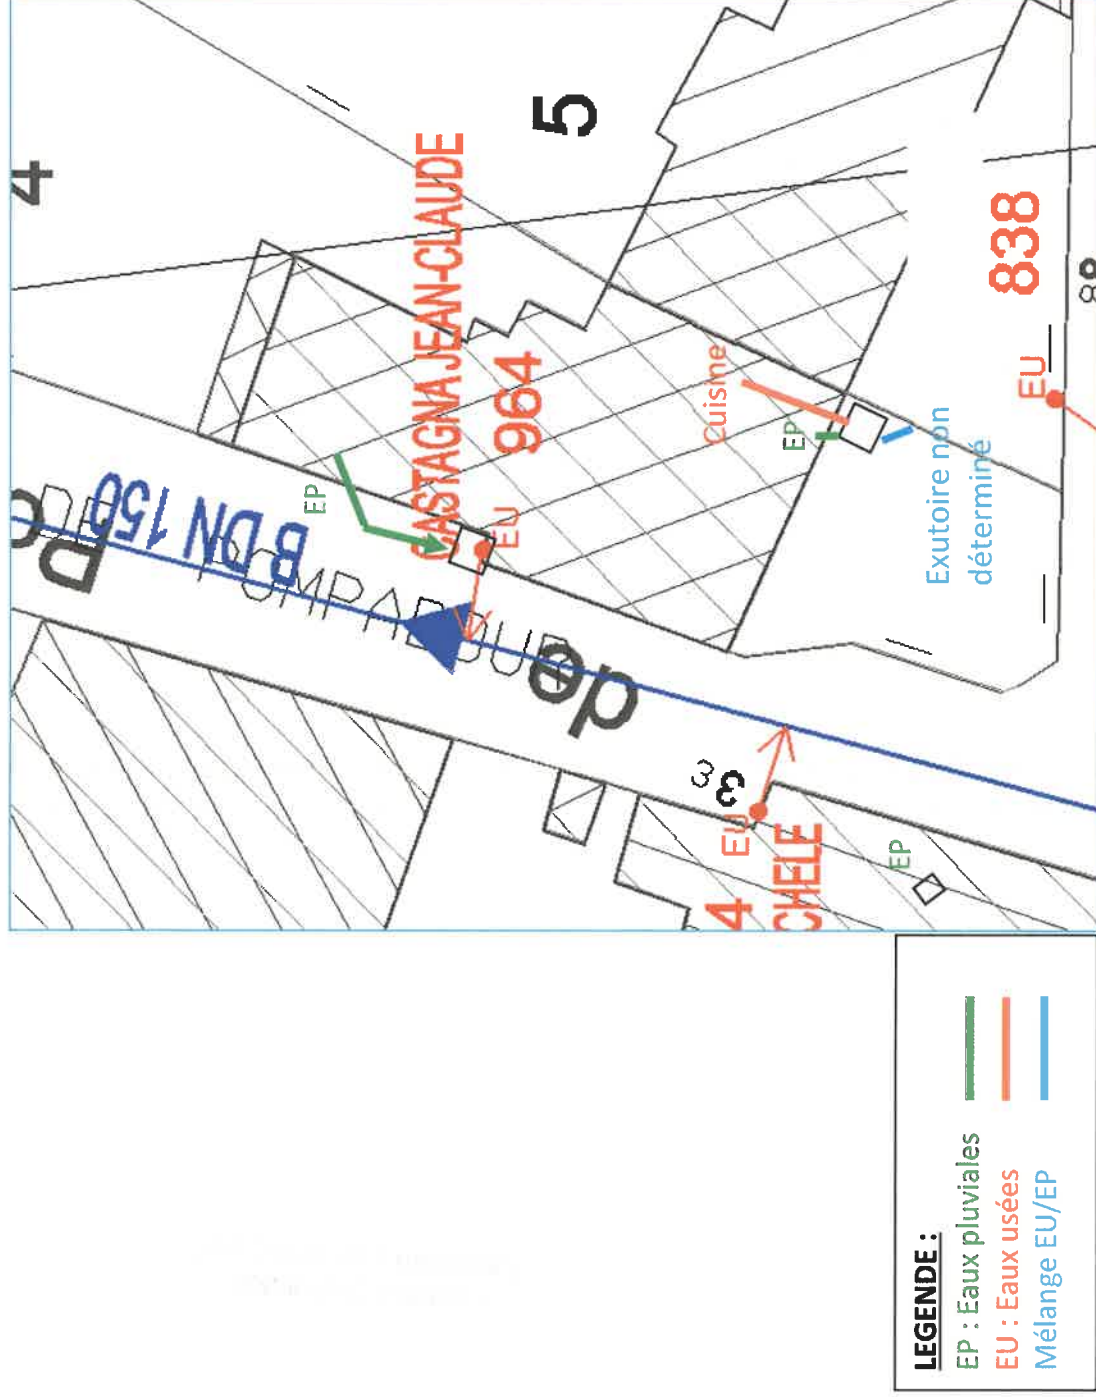 4
5
CASTAGNA JEAN-CLAUDE
964
EP
EU
B DN 150
POMPADOUR
de
Cuisine
EP
Exutoire non
déterminé
838
88
EU
3
3
EU
4
CHELE
EP
LEGENDE :
EP : Eaux pluviales
EU : Eaux usées
Mélange EU/EP